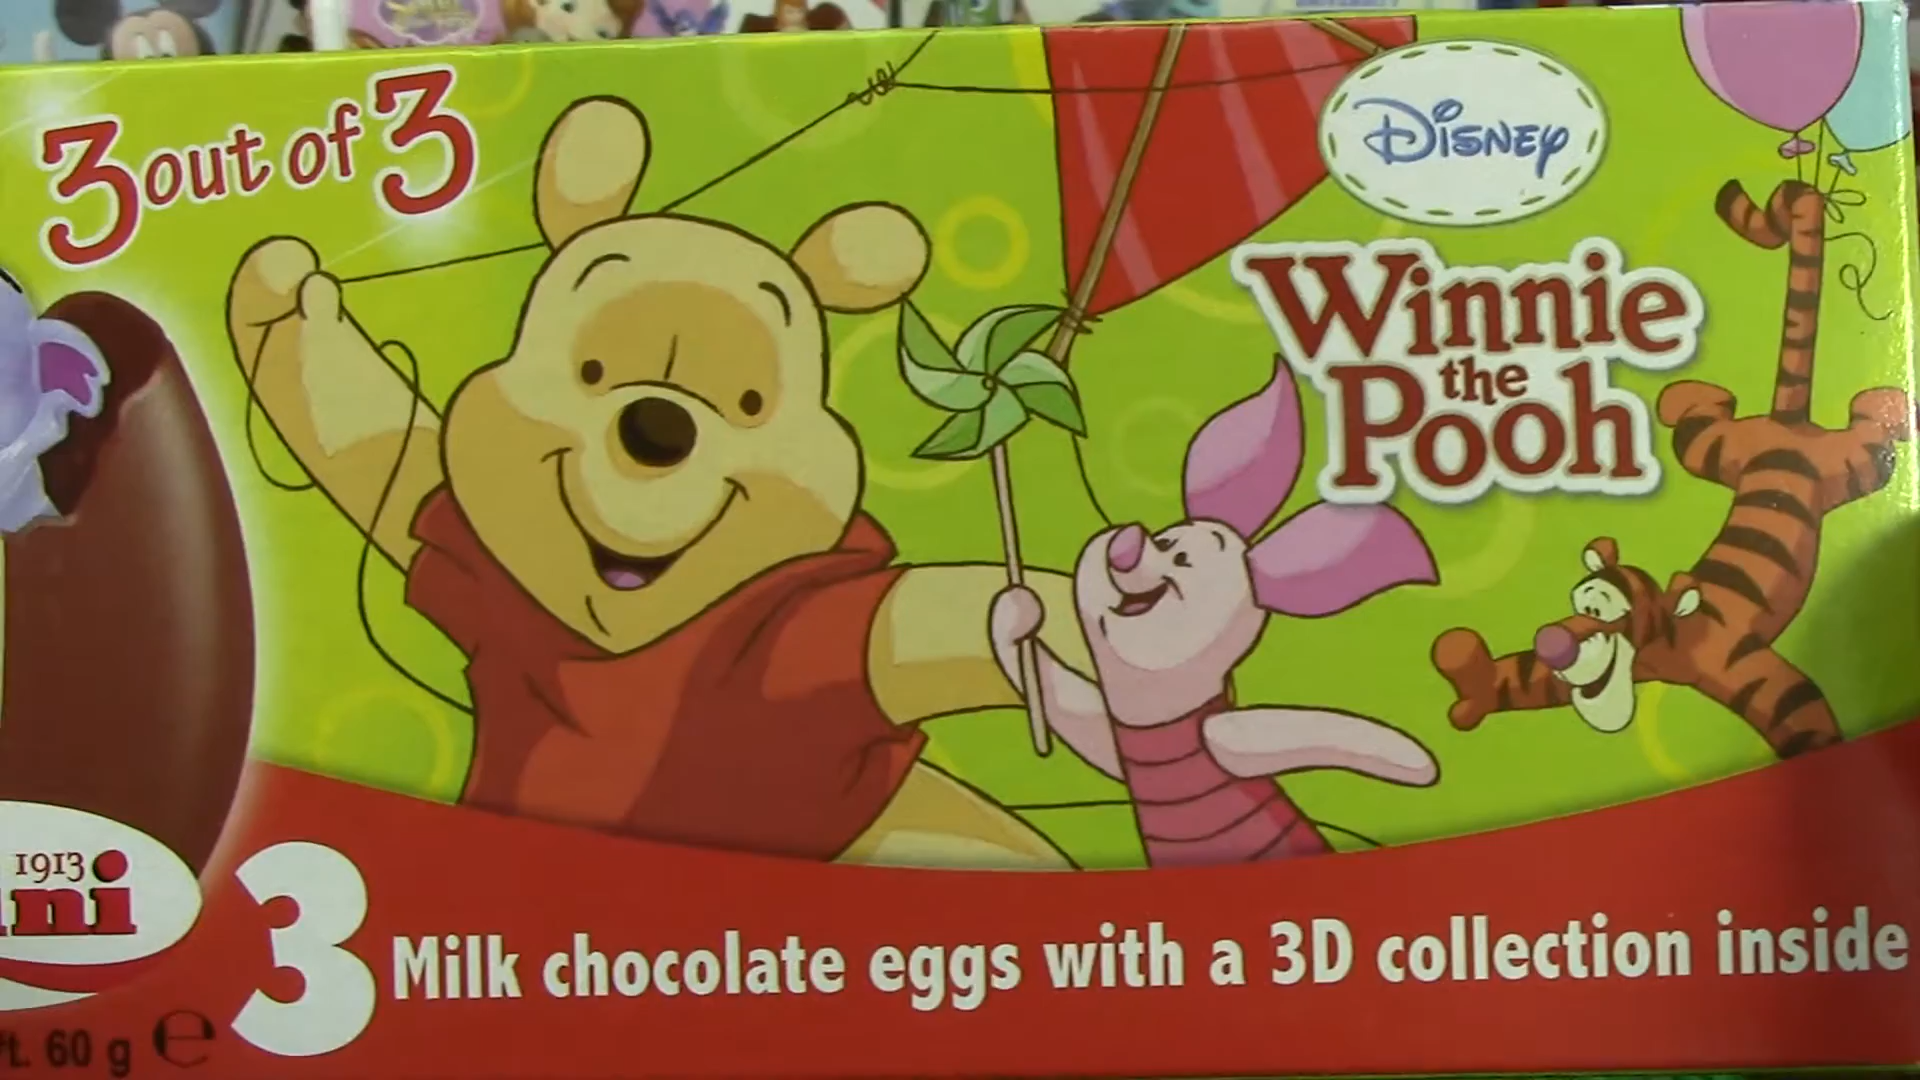 3 out of 3
Disney
Winnie
the
Pooh
1913
3 Milk chocolate eggs with a 3D collection inside
60 g e